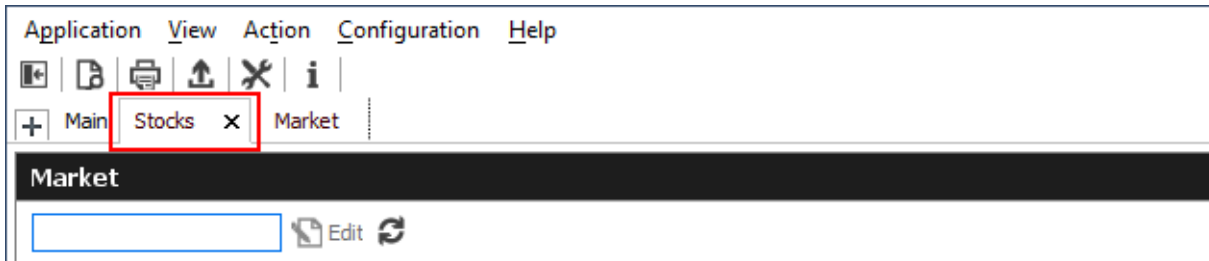 Application View Action Configuration Help
Main Stocks Market
Market
Edit